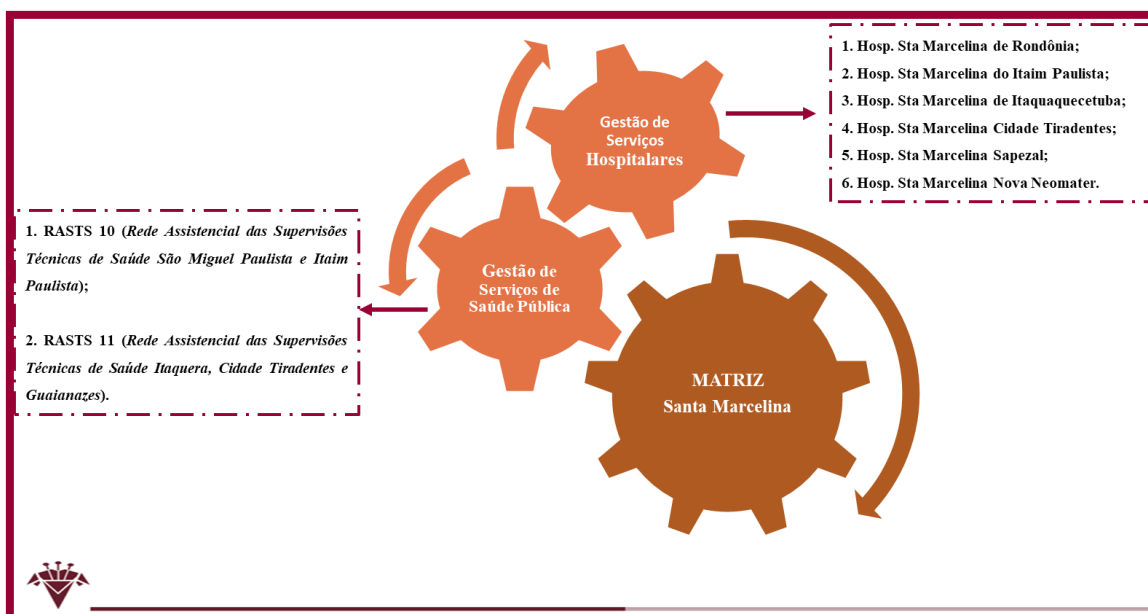 1. Hosp. Sta Marcelina de Rondônia;
2. Hosp. Sta Marcelina do Itaim Paulista;
3. Hosp. Sta Marcelina de Itaquaquecetuba;
4. Hosp. Sta Marcelina Cidade Tiradentes;
5. Hosp. Sta Marcelina Sapezal;
6. Hosp. Sta Marcelina Nova Neomater.
Gestão de
Serviços
Hospitalares
1. RASTS 10 (Rede Assistencial das Supervisões
Técnicas de Saúde São Miguel Paulista e Itaim
Paulista);
2. RASTS 11 (Rede Assistencial das Supervisões
Técnicas de Saúde Itaquera, Cidade Tiradentes e
Guaianazes).
Gestão de
Serviços de
Saúde Pública
MATRIZ
Santa Marcelina